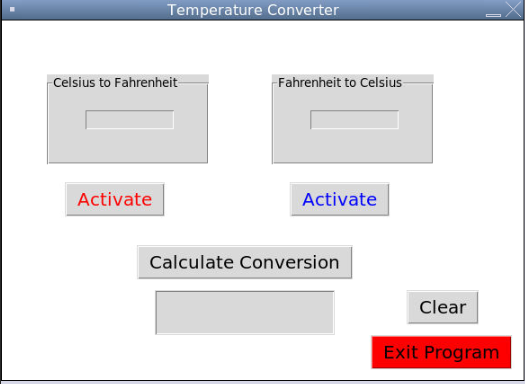 Temperature Converter
Celsius to Fahrenheit
Fahrenheit to Celsius
Activate
Activate
Calculate Conversion
Clear
Exit Program